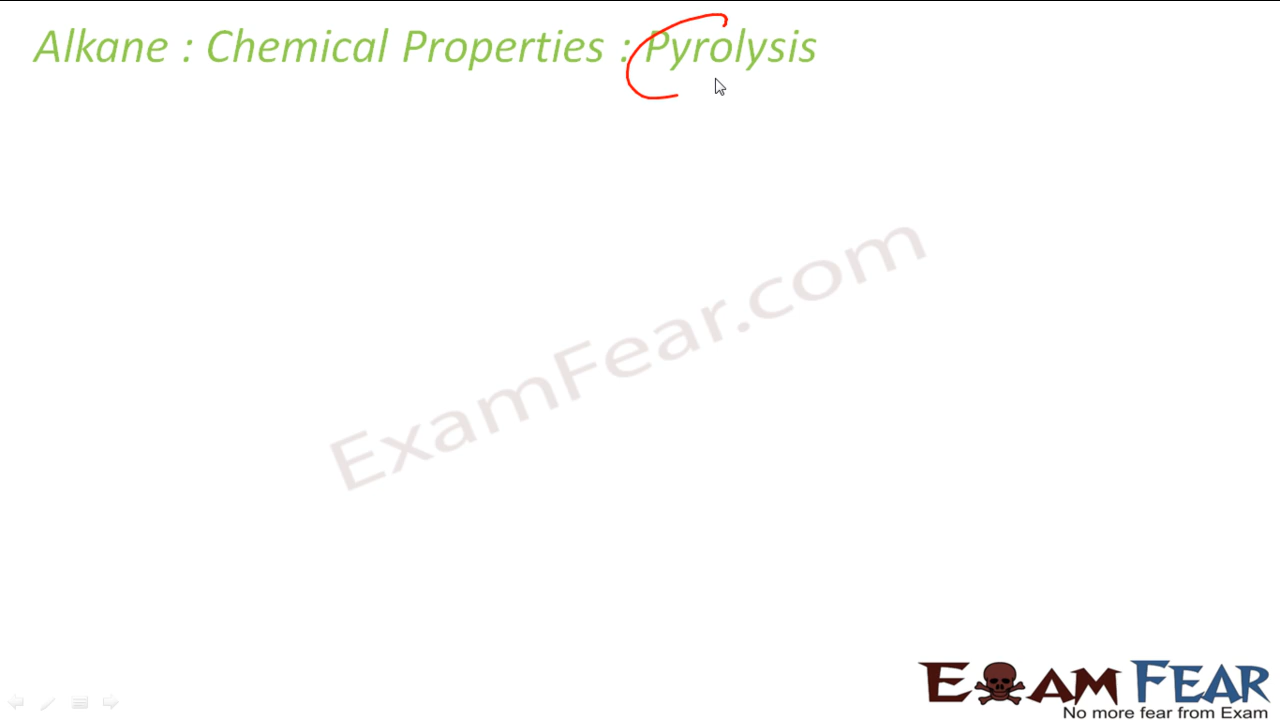 Alkane : Chemical Properties : Pyrolysis
ExamFear.com
EXAM FEAR
No more fear from Exam